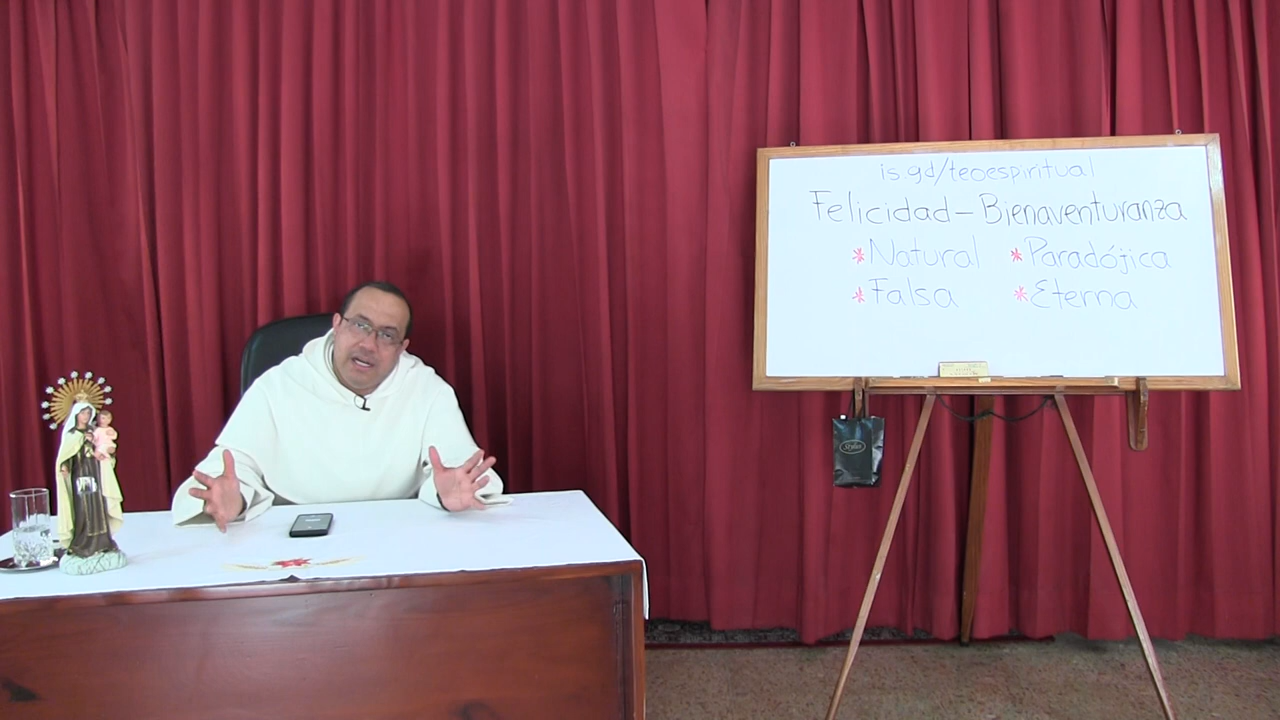 is.gd/teoespiritual
Felicidad – Bienaventuranza
* Natural * Paradójica
* Falsa * Eterna